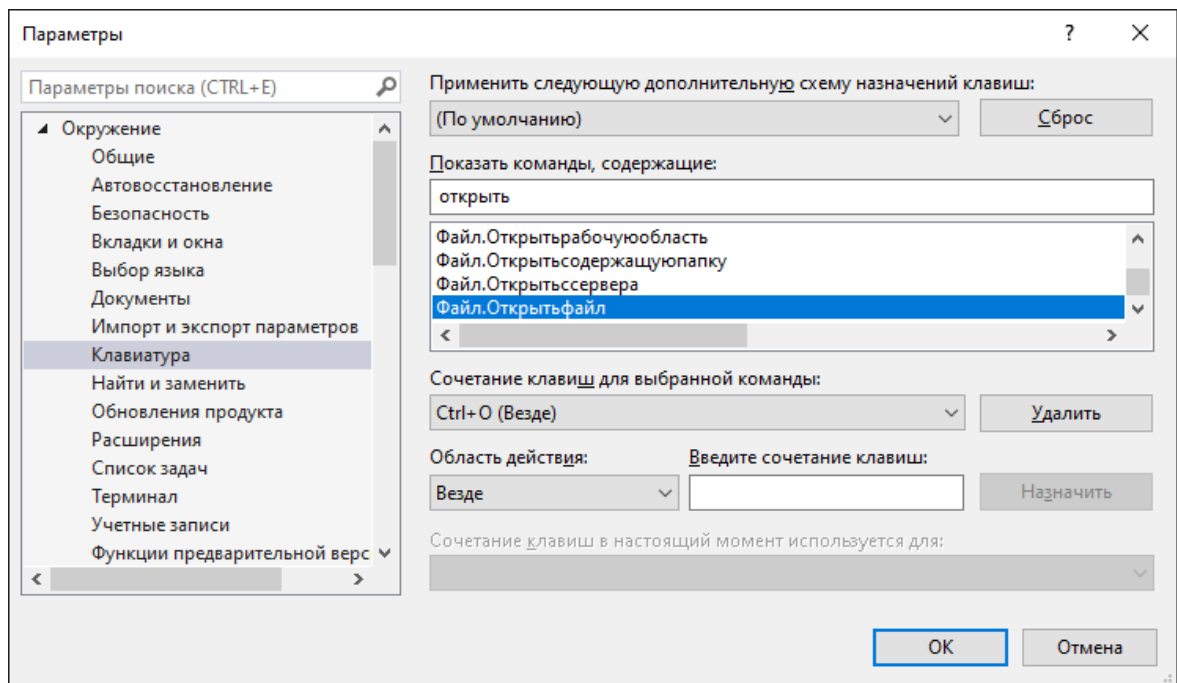 Параметры
?
Параметры поиска (CTRL+E)
Окружение
Общие
Автовосстановление
Безопасность
Вкладки и окна
Выбор языка
Документы
Импорт и экспорт параметров
Клавиатура
Найти и заменить
Обновления продукта
Расширения
Список задач
Терминал
Учетные записи
Функции предварительной верс
Применить следующую дополнительную схему назначений клавиш:
(По умолчанию)
Сброс
Показать команды, содержащие:
открыть
Файл.Открытьрабочуюобласть
Файл.Открытьсодержащуюпапку
Файл.Открытьссервера
Файл.Открытьфайл
Сочетание клавиш для выбранной команды:
Ctrl+O (Везде)
Удалить
Область действия:
Введите сочетание клавиш:
Везде
Назначить
Сочетание клавиш в настоящий момент используется для:
ОК
Отмена